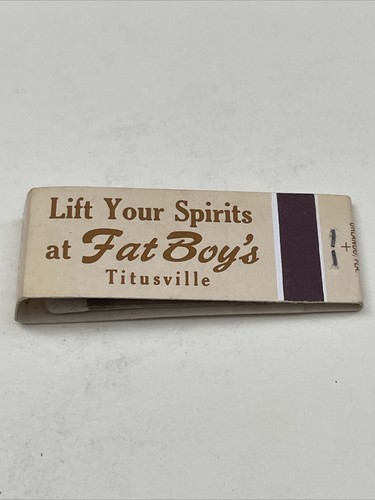 Lift Your Spirits
at Fat Boy's
Titusville